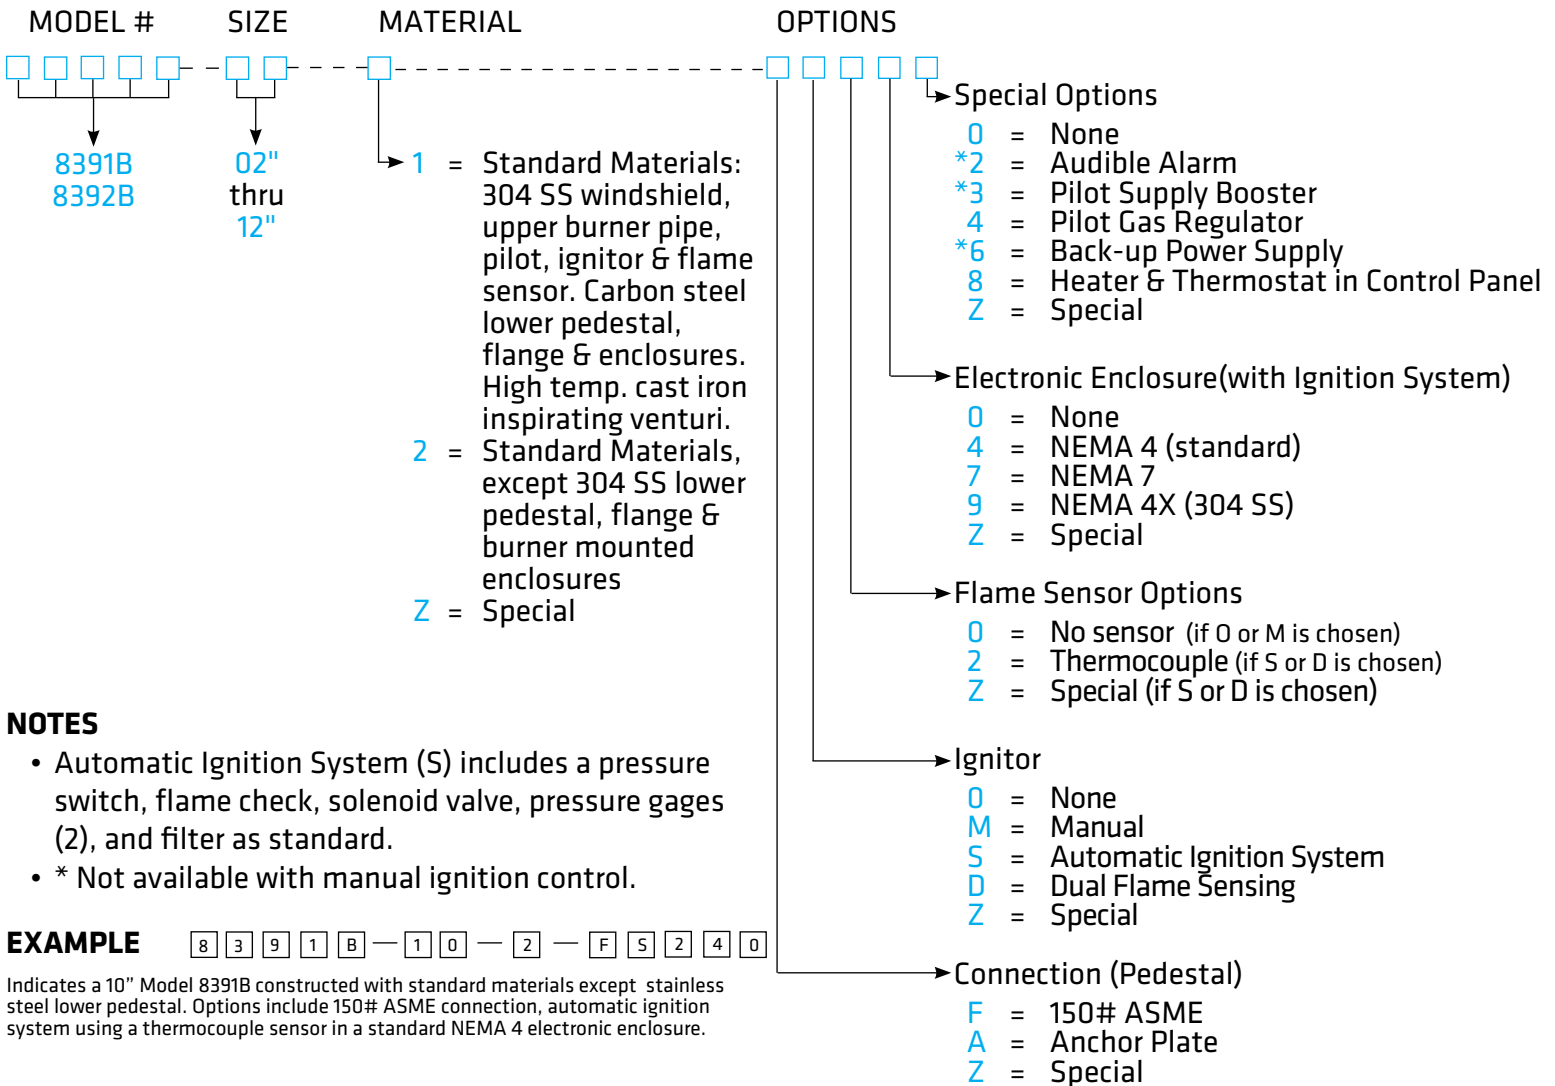 MODEL # SIZE MATERIAL OPTIONS
8391B
8392B
02"
thru
12"
1 = Standard Materials:
304 SS windshield,
upper burner pipe,
pilot, ignitor & flame
sensor. Carbon steel
lower pedestal,
flange & enclosures.
High temp. cast iron
inspirating venturi.
2 = Standard Materials,
except 304 SS lower
pedestal, flange &
burner mounted
enclosures
Z = Special
Special Options
0 = None
*2 = Audible Alarm
*3 = Pilot Supply Booster
4 = Pilot Gas Regulator
*6 = Back-up Power Supply
8 = Heater & Thermostat in Control Panel
Z = Special
Electronic Enclosure(with Ignition System)
0 = None
4 = NEMA 4 (standard)
7 = NEMA 7
9 = NEMA 4X (304 SS)
Z = Special
Flame Sensor Options
0 = No sensor (if O or M is chosen)
2 = Thermocouple (if S or D is chosen)
Z = Special (if S or D is chosen)
Ignitor
0 = None
M = Manual
S = Automatic Ignition System
D = Dual Flame Sensing
Z = Special
Connection (Pedestal)
F = 150# ASME
A = Anchor Plate
Z = Special
NOTES
• Automatic Ignition System (S) includes a pressure
switch, flame check, solenoid valve, pressure gages
(2), and filter as standard.
• * Not available with manual ignition control.
EXAMPLE 8 3 9 1 B — 1 0 — 2 — F S 2 4 0
Indicates a 10” Model 8391B constructed with standard materials except stainless
steel lower pedestal. Options include 150# ASME connection, automatic ignition
system using a thermocouple sensor in a standard NEMA 4 electronic enclosure.